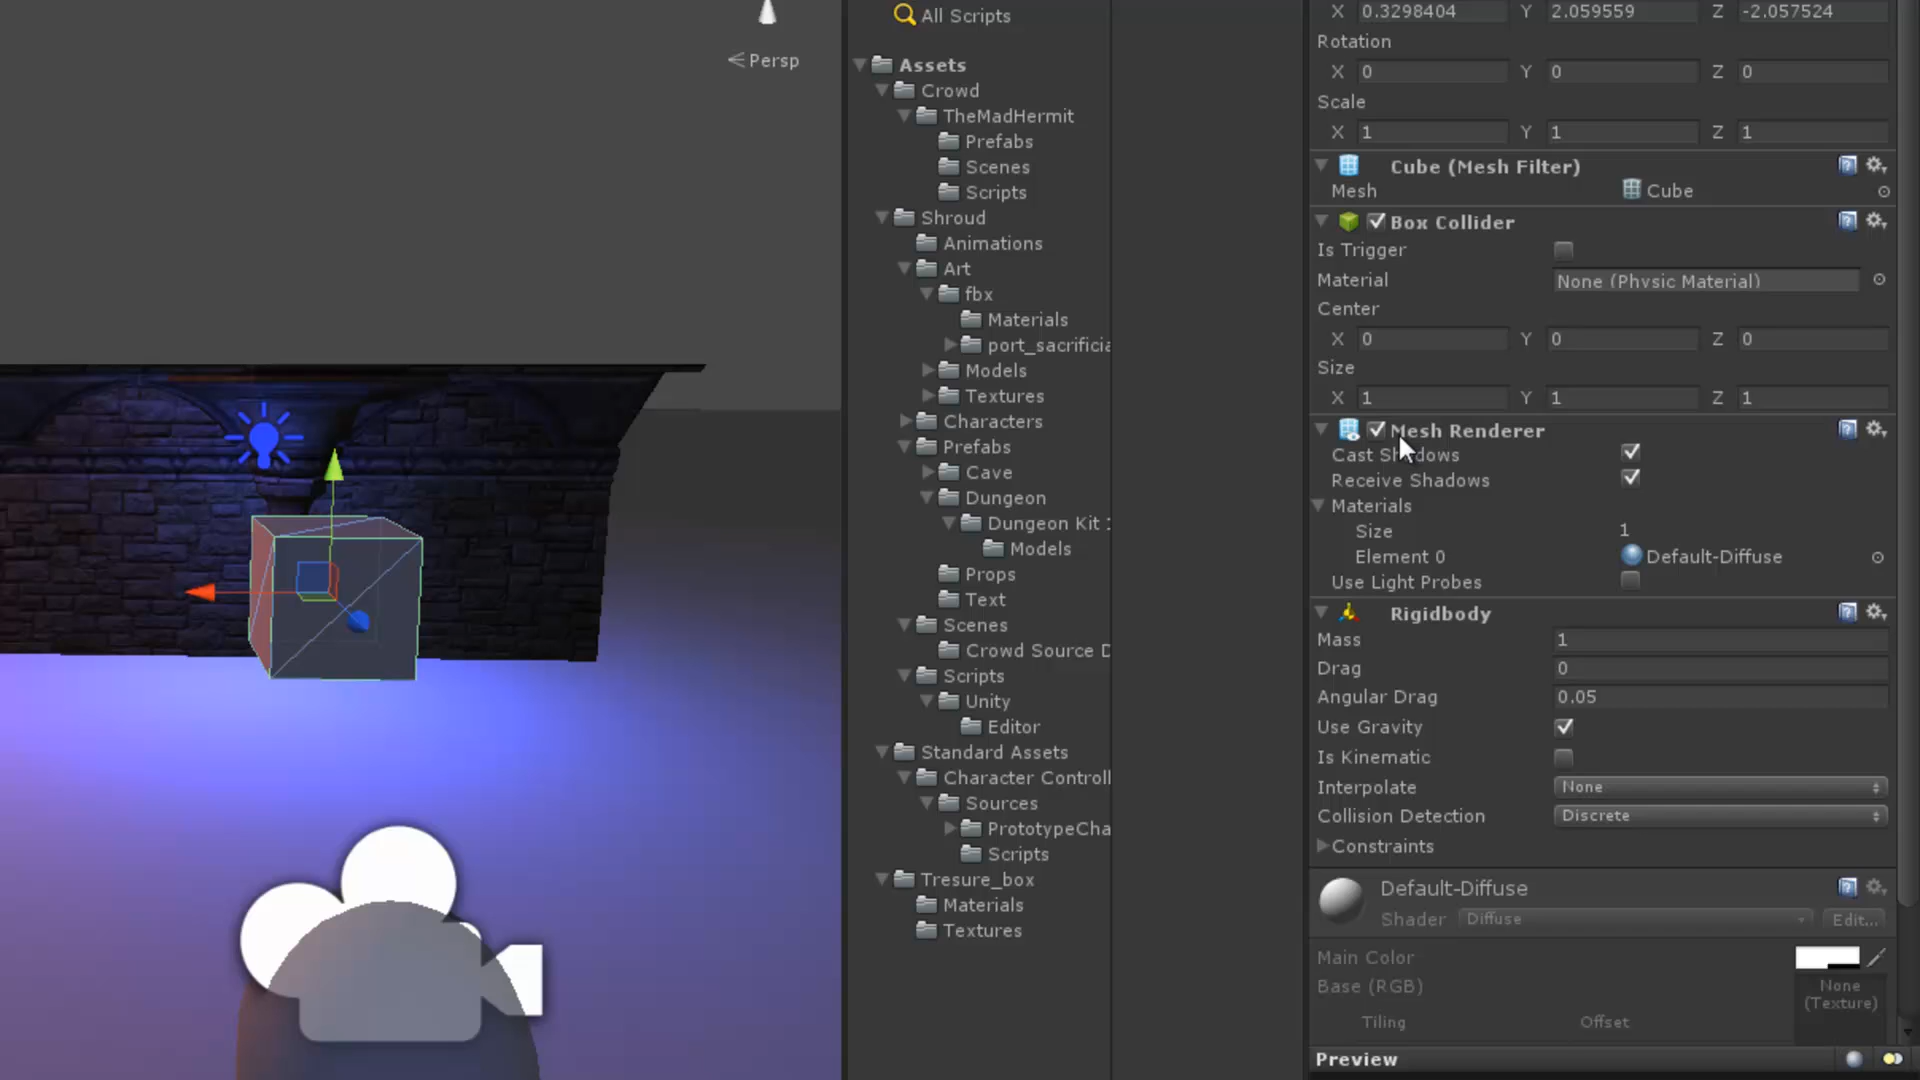 Persp
All Scripts
Assets
Crowd
TheMadHermit
Prefabs
Scenes
Scripts
Shroud
Animations
Art
fbx
Materials
port_sacrificia
Models
Textures
Characters
Prefabs
Cave
Dungeon
Dungeon Kit
Models
Props
Text
Scenes
Crowd Source D
Scripts
Unity
Editor
Standard Assets
Character Controll
Sources
PrototypeCha
Scripts
Tresure_box
Materials
Textures
X 0.3298404 Y 2.059559 Z -2.057524
Rotation
X 0 Y 0 Z 0
Scale
X 1 Y 1 Z 1
Cube (Mesh Filter)
Mesh Cube
Box Collider
Is Trigger
Material None (Physic Material)
Center
X 0 Y 0 Z 0
Size
X 1 Y 1 Z 1
Mesh Renderer
Cast Shadows
Receive Shadows
Materials
Size 1
Element 0 Default-Diffuse
Use Light Probes
Rigidbody
Mass 1
Drag 0
Angular Drag 0.05
Use Gravity
Is Kinematic
Interpolate None
Collision Detection Discrete
Constraints
Default-Diffuse
Shader Diffuse Edit...
Main Color
Base (RGB)
None
(Texture)
Tiling Offset
Preview